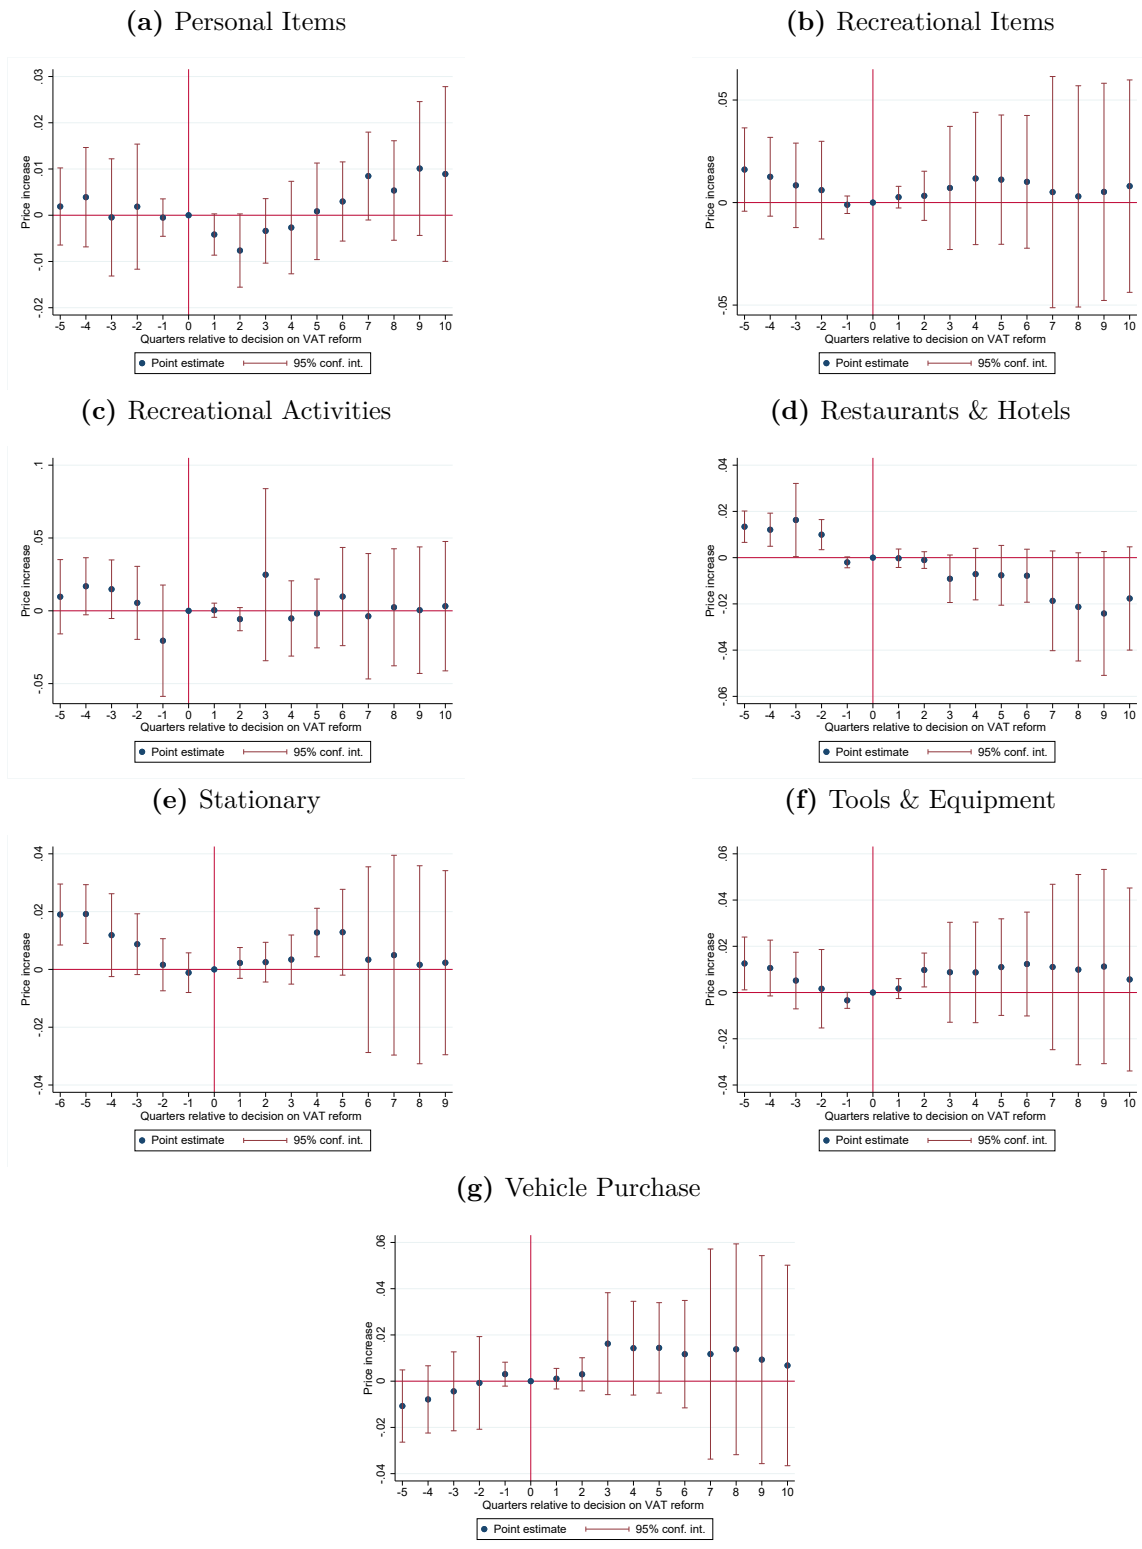 (a) Personal Items
Price increase
.03
.02
.01
0
-.01
-.02
-5 -4 -3 -2 -1 0 1 2 3 4 5 6 7 8 9 10
Quarters relative to decision on VAT reform
Point estimate 95% conf. int.
(b) Recreational Items
Price increase
.05
0
-.05
-5 -4 -3 -2 -1 0 1 2 3 4 5 6 7 8 9 10
Quarters relative to decision on VAT reform
Point estimate 95% conf. int.
(c) Recreational Activities
Price increase
.1
.05
0
-.05
-5 -4 -3 -2 -1 0 1 2 3 4 5 6 7 8 9 10
Quarters relative to decision on VAT reform
Point estimate 95% conf. int.
(d) Restaurants & Hotels
Price increase
.04
.02
0
-.02
-.04
-.06
-5 -4 -3 -2 -1 0 1 2 3 4 5 6 7 8 9 10
Quarters relative to decision on VAT reform
Point estimate 95% conf. int.
(e) Stationary
Price increase
.04
.02
0
-.02
-.04
-6 -5 -4 -3 -2 -1 0 1 2 3 4 5 6 7 8 9
Quarters relative to decision on VAT reform
Point estimate 95% conf. int.
(f) Tools & Equipment
Price increase
.06
.04
.02
0
-.02
-.04
-5 -4 -3 -2 -1 0 1 2 3 4 5 6 7 8 9 10
Quarters relative to decision on VAT reform
Point estimate 95% conf. int.
(g) Vehicle Purchase
Price increase
.06
.04
.02
0
-.02
-.04
-5 -4 -3 -2 -1 0 1 2 3 4 5 6 7 8 9 10
Quarters relative to decision on VAT reform
Point estimate 95% conf. int.